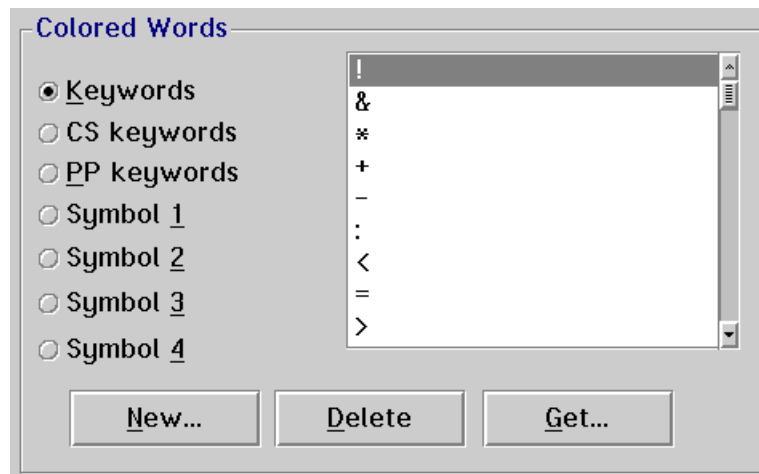 Colored Words
Keywords
CS keywords
PP keywords
Symbol 1
Symbol 2
Symbol 3
Symbol 4
!
&
*
+
-
:
<
=
>
New...
Delete
Get...